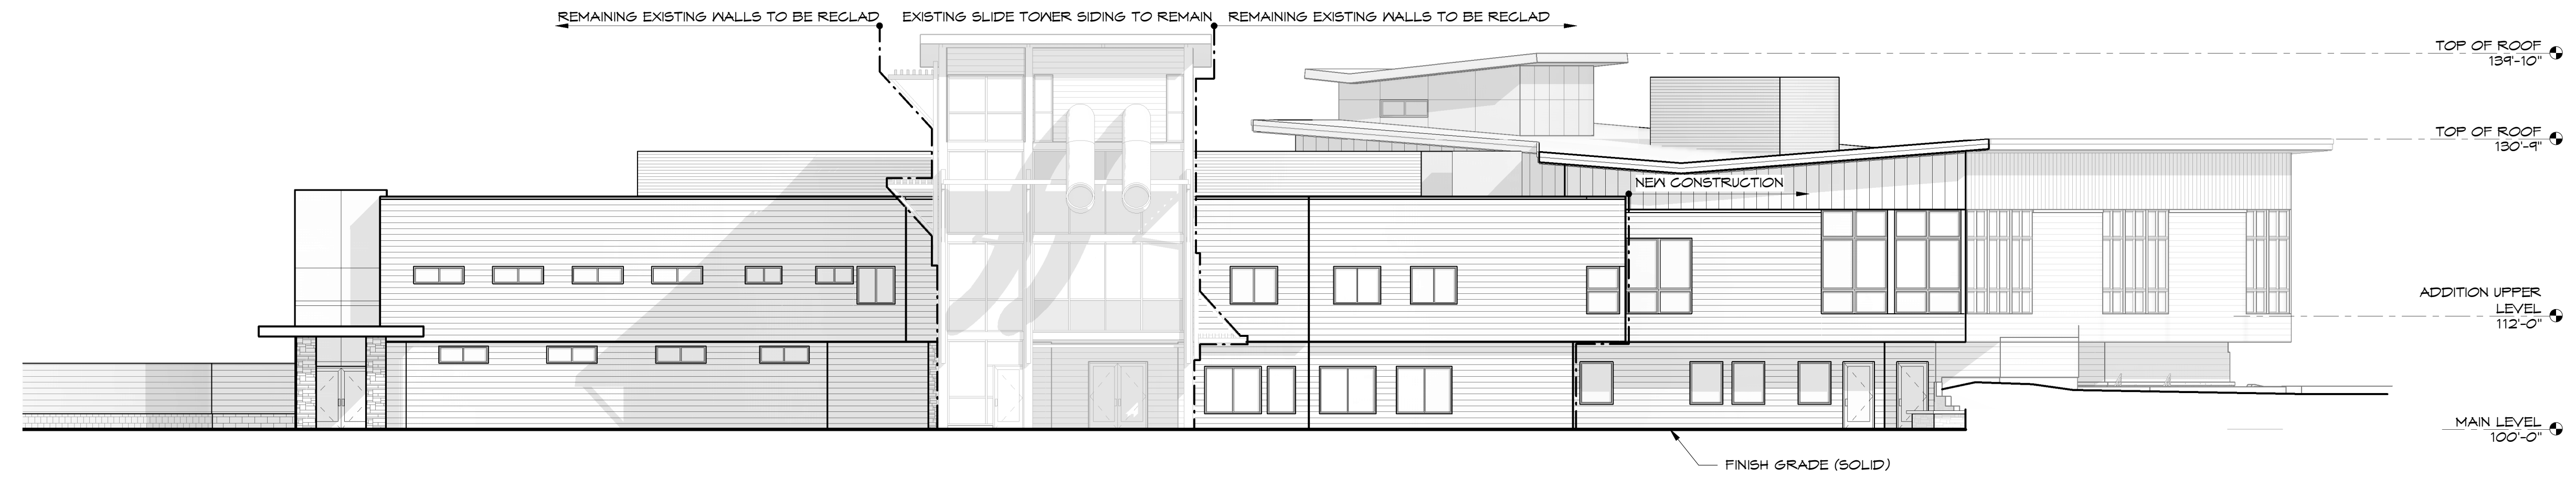 REMAINING EXISTING WALLS TO BE RECLAD
EXISTING SLIDE TOWER SIDING TO REMAIN
REMAINING EXISTING WALLS TO BE RECLAD
TOP OF ROOF
139'-10"
TOP OF ROOF
130'-9"
NEW CONSTRUCTION
ADDITION UPPER
LEVEL
112'-0"
MAIN LEVEL
100'-0"
FINISH GRADE (SOLID)